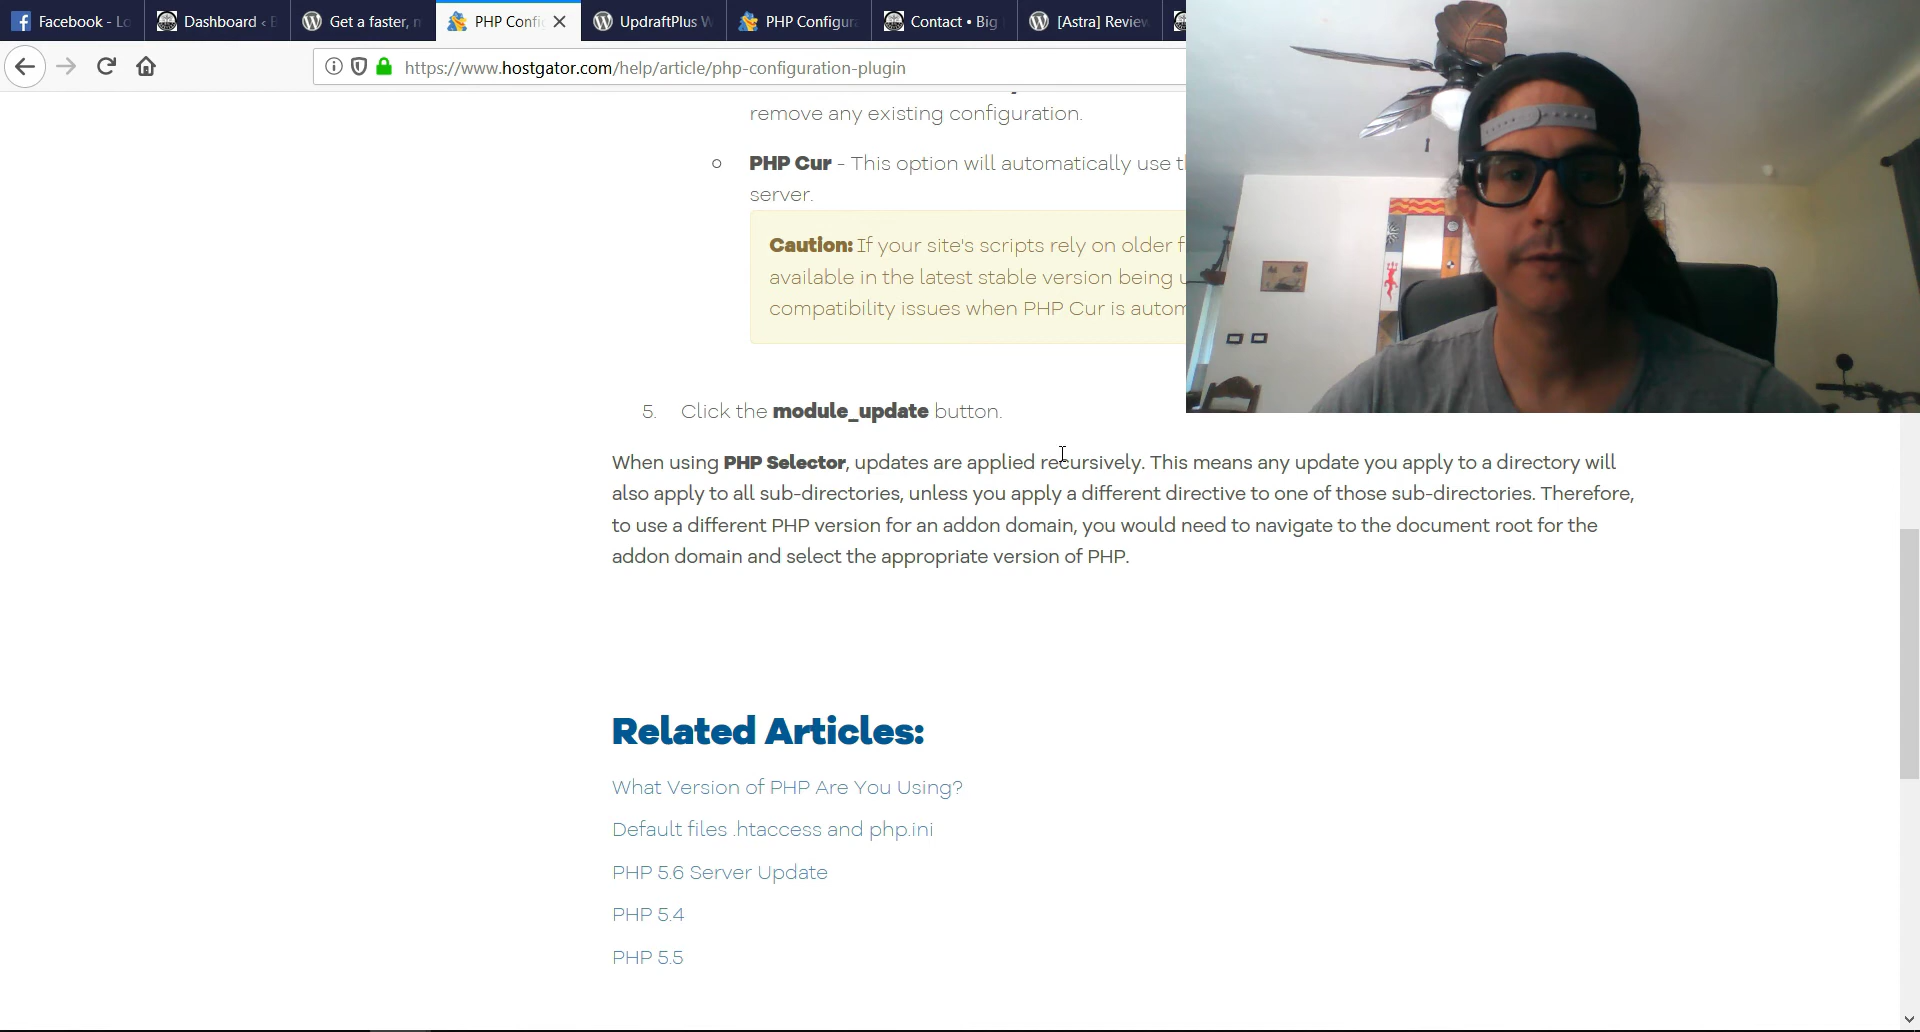 Facebook - Lo
Dashboard ‹ B
Get a faster, m
PHP Config
UpdraftPlus W
PHP Configura
Contact • Big
[Astra] Review
https://www.hostgator.com/help/article/php-configuration-plugin
remove any existing configuration.
PHP Cur - This option will automatically use
server.
Caution: If your site's scripts rely on older
available in the latest stable version being
compatibility issues when PHP Cur is
5. Click the module_update button.
When using PHP Selector, updates are applied recursively. This means any update you apply to a directory will
also apply to all sub-directories, unless you apply a different directive to one of those sub-directories. Therefore,
to use a different PHP version for an addon domain, you would need to navigate to the document root for the
addon domain and select the appropriate version of PHP.
Related Articles:
What Version of PHP Are You Using?
Default files .htaccess and php.ini
PHP 5.6 Server Update
PHP 5.4
PHP 5.5